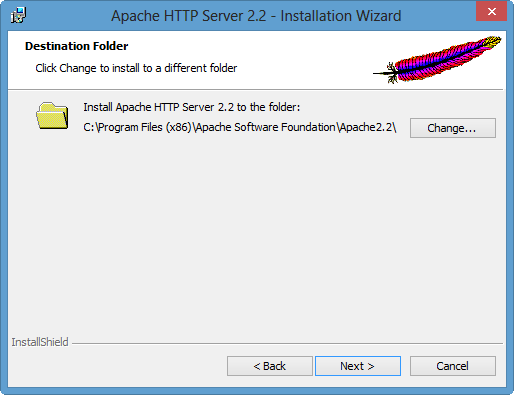 Apache HTTP Server 2.2 - Installation Wizard
Destination Folder
Click Change to install to a different folder
Install Apache HTTP Server 2.2 to the folder:
C:\Program Files (x86)\Apache Software Foundation\Apache2.2\
Change...
InstallShield
< Back
Next >
Cancel